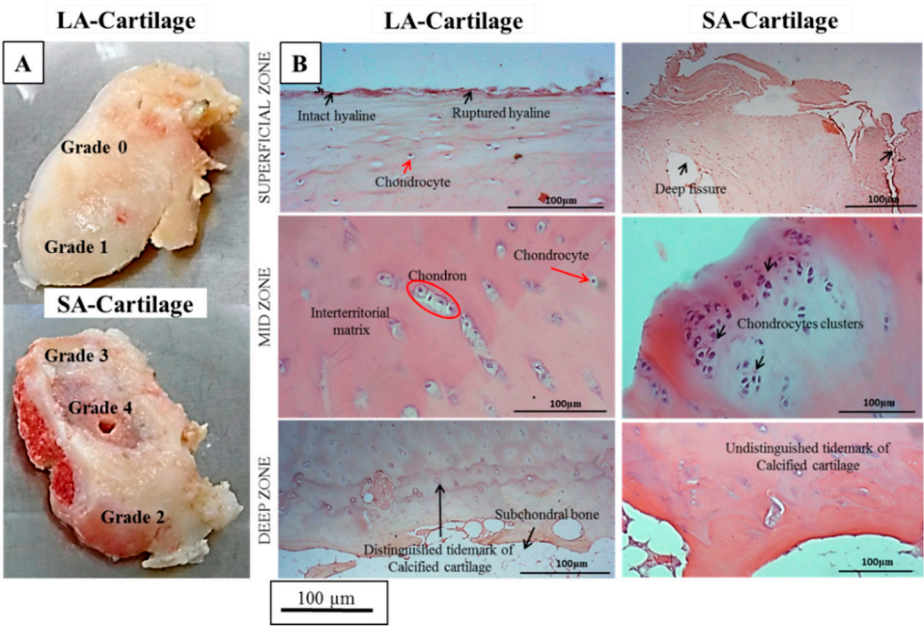 LA-Cartilage
LA-Cartilage
SA-Cartilage
A
Grade 0
Grade 1
SA-Cartilage
Grade 3
Grade 4
Grade 2
B
SUPERFICIAL ZONE
Intact hyaline
Ruptured hyaline
Chondrocyte
100µm
Deep fissure
100µm
MID ZONE
Chondron
Chondrocyte
Interterritorial
matrix
100µm
Chondrocytes clusters
100µm
DEEP ZONE
Subchondral bone
Distinguished tidemark of
Calcified cartilage
100µm
Undistinguished tidemark of
Calcified cartilage
100µm
100 µm